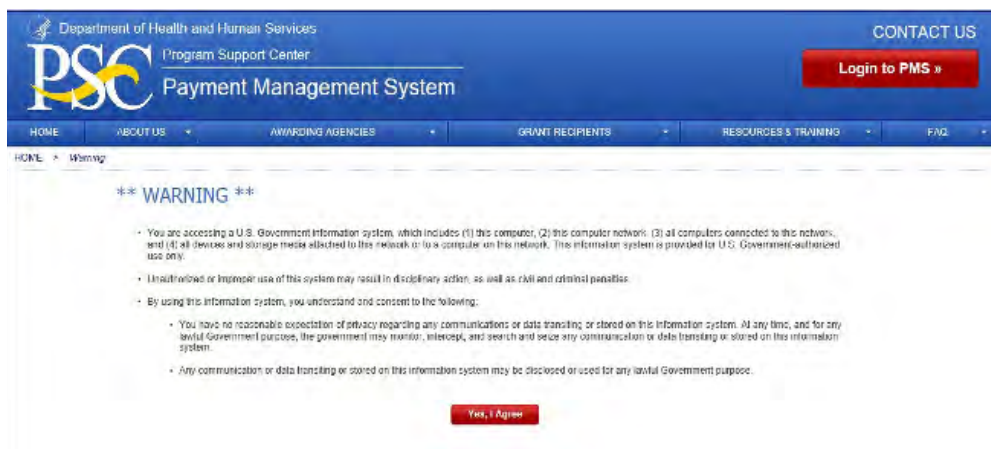 Department of Health and Human Services
CONTACT US
PSC
Program Support Center
Login to PMS »
Payment Management System
HOME ABOUT US AWARDING AGENCIES GRANT RECIPIENTS RESOURCES & TRAINING FAQ
HOME > Warning
** WARNING **
• You are accessing a U.S. Government information system, which includes (1) this computer, (2) this computer network, (3) all computers connected to this network,
and (4) all devices and storage media attached to this network or to a computer on this network. This information system is provided for U.S. Government-authorized
use only.
• Unauthorized or improper use of this system may result in disciplinary action, as well as civil and criminal penalties.
• By using this information system, you understand and consent to the following:
• You have no reasonable expectation of privacy regarding any communications or data transiting or stored on this information system. At any time, and for any
lawful Government purpose, the government may monitor, intercept, and search and seize any communication or data transiting or stored on this information
system.
• Any communication or data transiting or stored on this information system may be disclosed or used for any lawful Government purpose.
Yes, I Agree